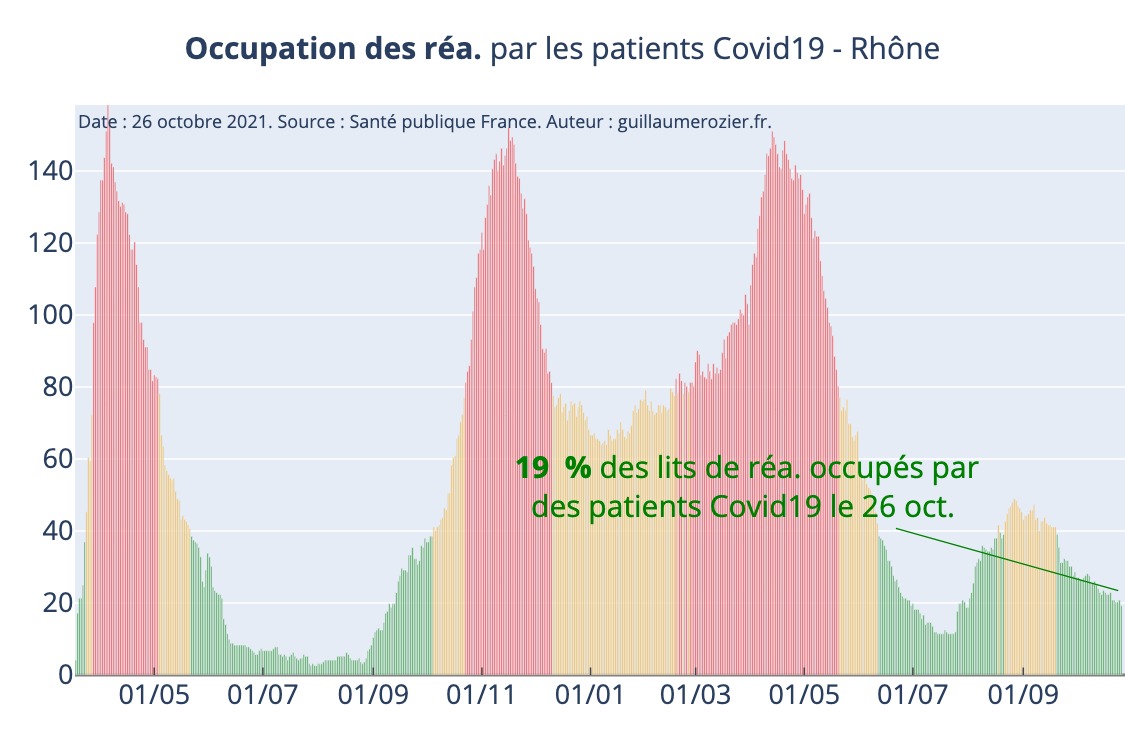 Occupation des réa. par les patients Covid19 - Rhône
Date : 26 octobre 2021. Source : Santé publique France. Auteur : guillaumerozier.fr.
140
120
100
80
60
40
20
0
19 % des lits de réa. occupés par
des patients Covid19 le 26 oct.
01/05 01/07 01/09 01/11 01/01 01/03 01/05 01/07 01/09